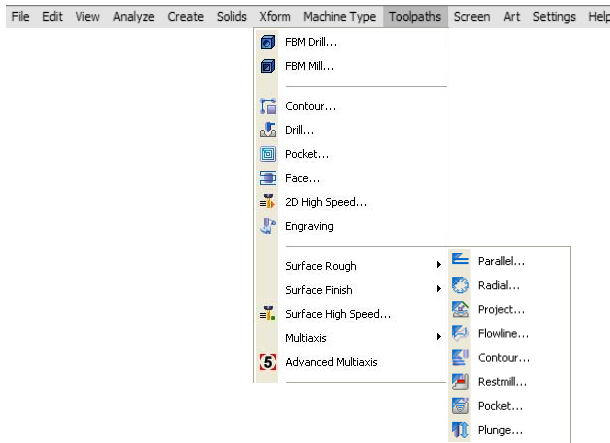 File Edit View Analyze Create Solids Xform Machine Type Toolpaths Screen Art Settings Help
FBM Drill...
FBM Mill...
Contour...
Drill...
Pocket...
Face...
2D High Speed...
Engraving
Surface Rough
Surface Finish
Surface High Speed...
Multiaxis
5 Advanced Multiaxis
Parallel...
Radial...
Project...
Flowline...
Contour...
Restmill...
Pocket...
Plunge...